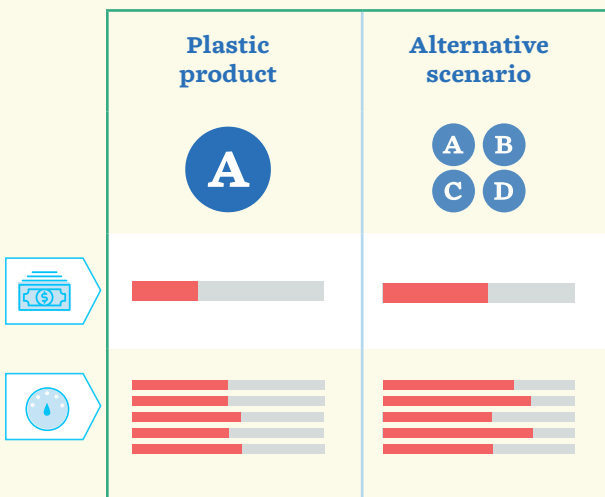 Plastic
product
Alternative
scenario
A
A B
C D
$